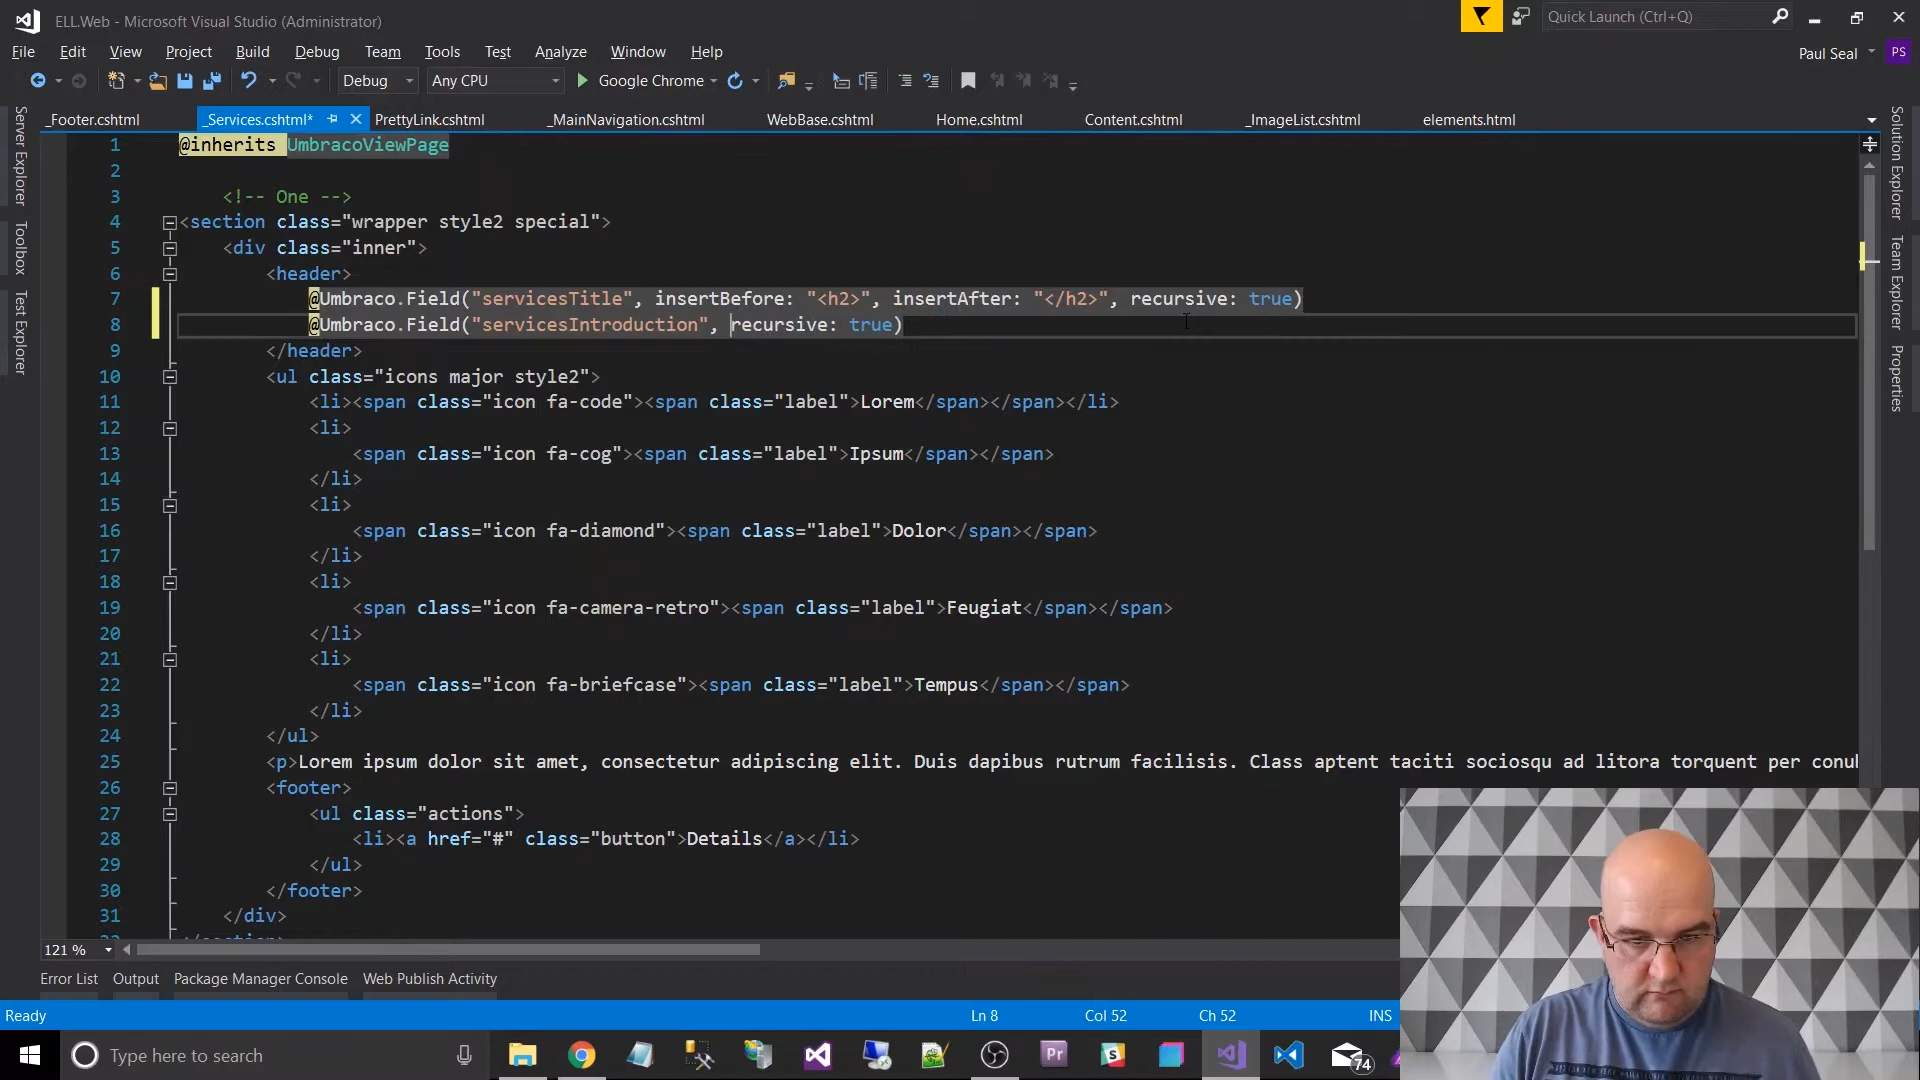 ELL.Web - Microsoft Visual Studio (Administrator)
Quick Launch (Ctrl+Q)
File Edit View Project Build Debug Team Tools Test Analyze Window Help
Paul Seal PS
Debug Any CPU Google Chrome
_Footer.cshtml _Services.cshtml* PrettyLink.cshtml _MainNavigation.cshtml WebBase.cshtml Home.cshtml Content.cshtml _ImageList.cshtml elements.html
Server Explorer
Toolbox
Test Explorer
Solution Explorer
Team Explorer
Properties
1 @inherits UmbracoViewPage
2
3 <!-- One -->
4 <section class="wrapper style2 special">
5 <div class="inner">
6 <header>
7 @Umbraco.Field("servicesTitle", insertBefore: "<h2>", insertAfter: "</h2>", recursive: true)
8 @Umbraco.Field("servicesIntroduction", recursive: true)
9 </header>
10 <ul class="icons major style2">
11 <li><span class="icon fa-code"><span class="label">Lorem</span></span></li>
12 <li>
13 <span class="icon fa-cog"><span class="label">Ipsum</span></span>
14 </li>
15 <li>
16 <span class="icon fa-diamond"><span class="label">Dolor</span></span>
17 </li>
18 <li>
19 <span class="icon fa-camera-retro"><span class="label">Feugiat</span></span>
20 </li>
21 <li>
22 <span class="icon fa-briefcase"><span class="label">Tempus</span></span>
23 </li>
24 </ul>
25 <p>Lorem ipsum dolor sit amet, consectetur adipiscing elit. Duis dapibus rutrum facilisis. Class aptent taciti sociosqu ad litora torquent per conu
26 <footer>
27 <ul class="actions">
28 <li><a href="#" class="button">Details</a></li>
29 </ul>
30 </footer>
31 </div>
121 %
Error List Output Package Manager Console Web Publish Activity
Ready Ln 8 Col 52 Ch 52 INS
Type here to search
Pr
S
74